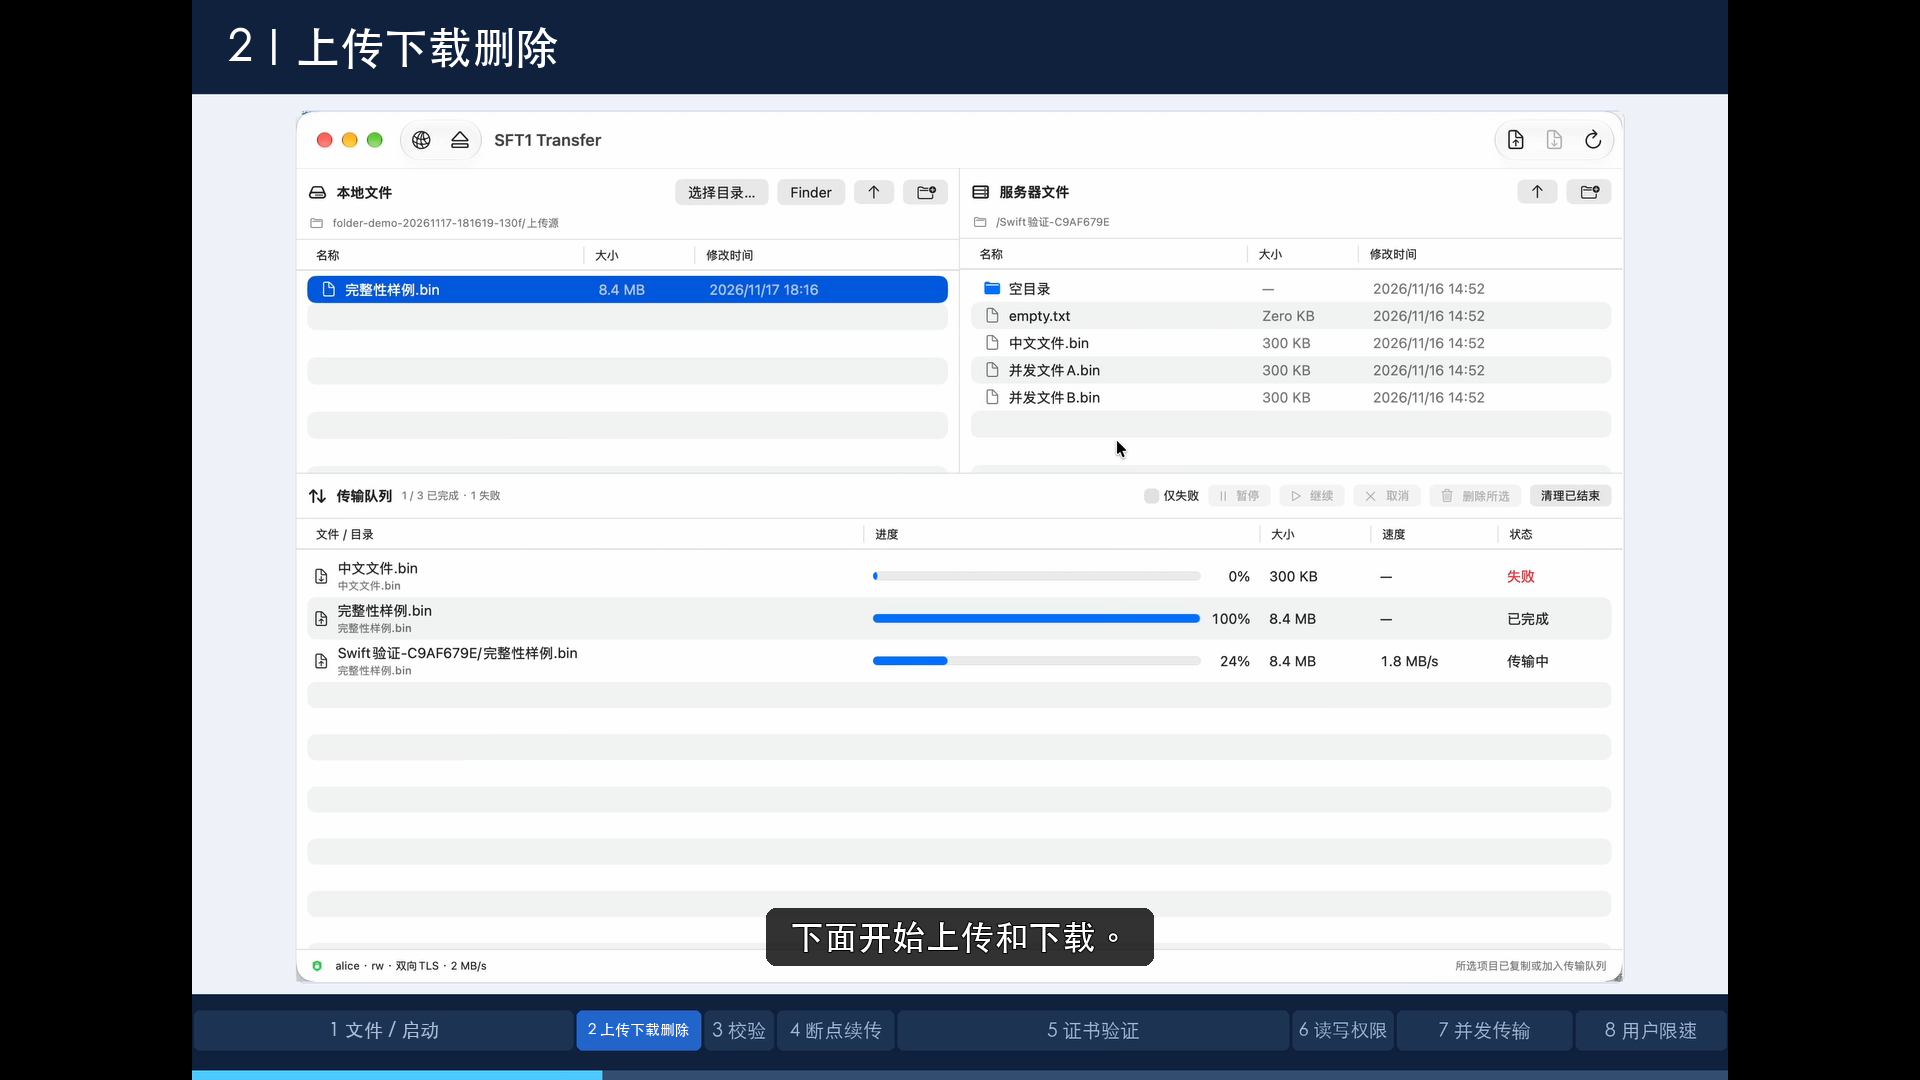 2 | 上传下载删除
SFT1 Transfer
本地文件 选择目录... Finder
folder-demo-20261117-181619-130f/上传源
名称 大小 修改时间
完整性样例.bin 8.4 MB 2026/11/17 18:16
服务器文件
/Swift验证-C9AF679E
名称 大小 修改时间
空目录 — 2026/11/16 14:52
empty.txt Zero KB 2026/11/16 14:52
中文文件.bin 300 KB 2026/11/16 14:52
并发文件A.bin 300 KB 2026/11/16 14:52
并发文件B.bin 300 KB 2026/11/16 14:52
传输队列 1 / 3 已完成 · 1 失败 仅失败 暂停 继续 取消 删除所选 清理已结束
文件 / 目录 进度 大小 速度 状态
中文文件.bin
中文文件.bin
0% 300 KB — 失败
完整性样例.bin
完整性样例.bin
100% 8.4 MB — 已完成
Swift验证-C9AF679E/完整性样例.bin
完整性样例.bin
24% 8.4 MB 1.8 MB/s 传输中
下面开始上传和下载。
alice · rw · 双向TLS · 2 MB/s 所选项目已复制或加入传输队列
1 文件 / 启动 2 上传下载删除 3 校验 4 断点续传 5 证书验证 6 读写权限 7 并发传输 8 用户限速